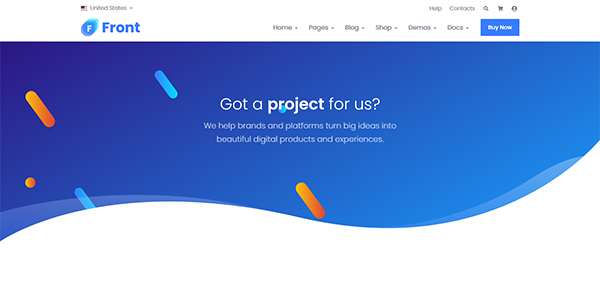 United States
Help Contacts
F Front
Home Pages Blog Shop Demos Docs Buy Now
Got a project for us?
We help brands and platforms turn big ideas into
beautiful digital products and experiences.